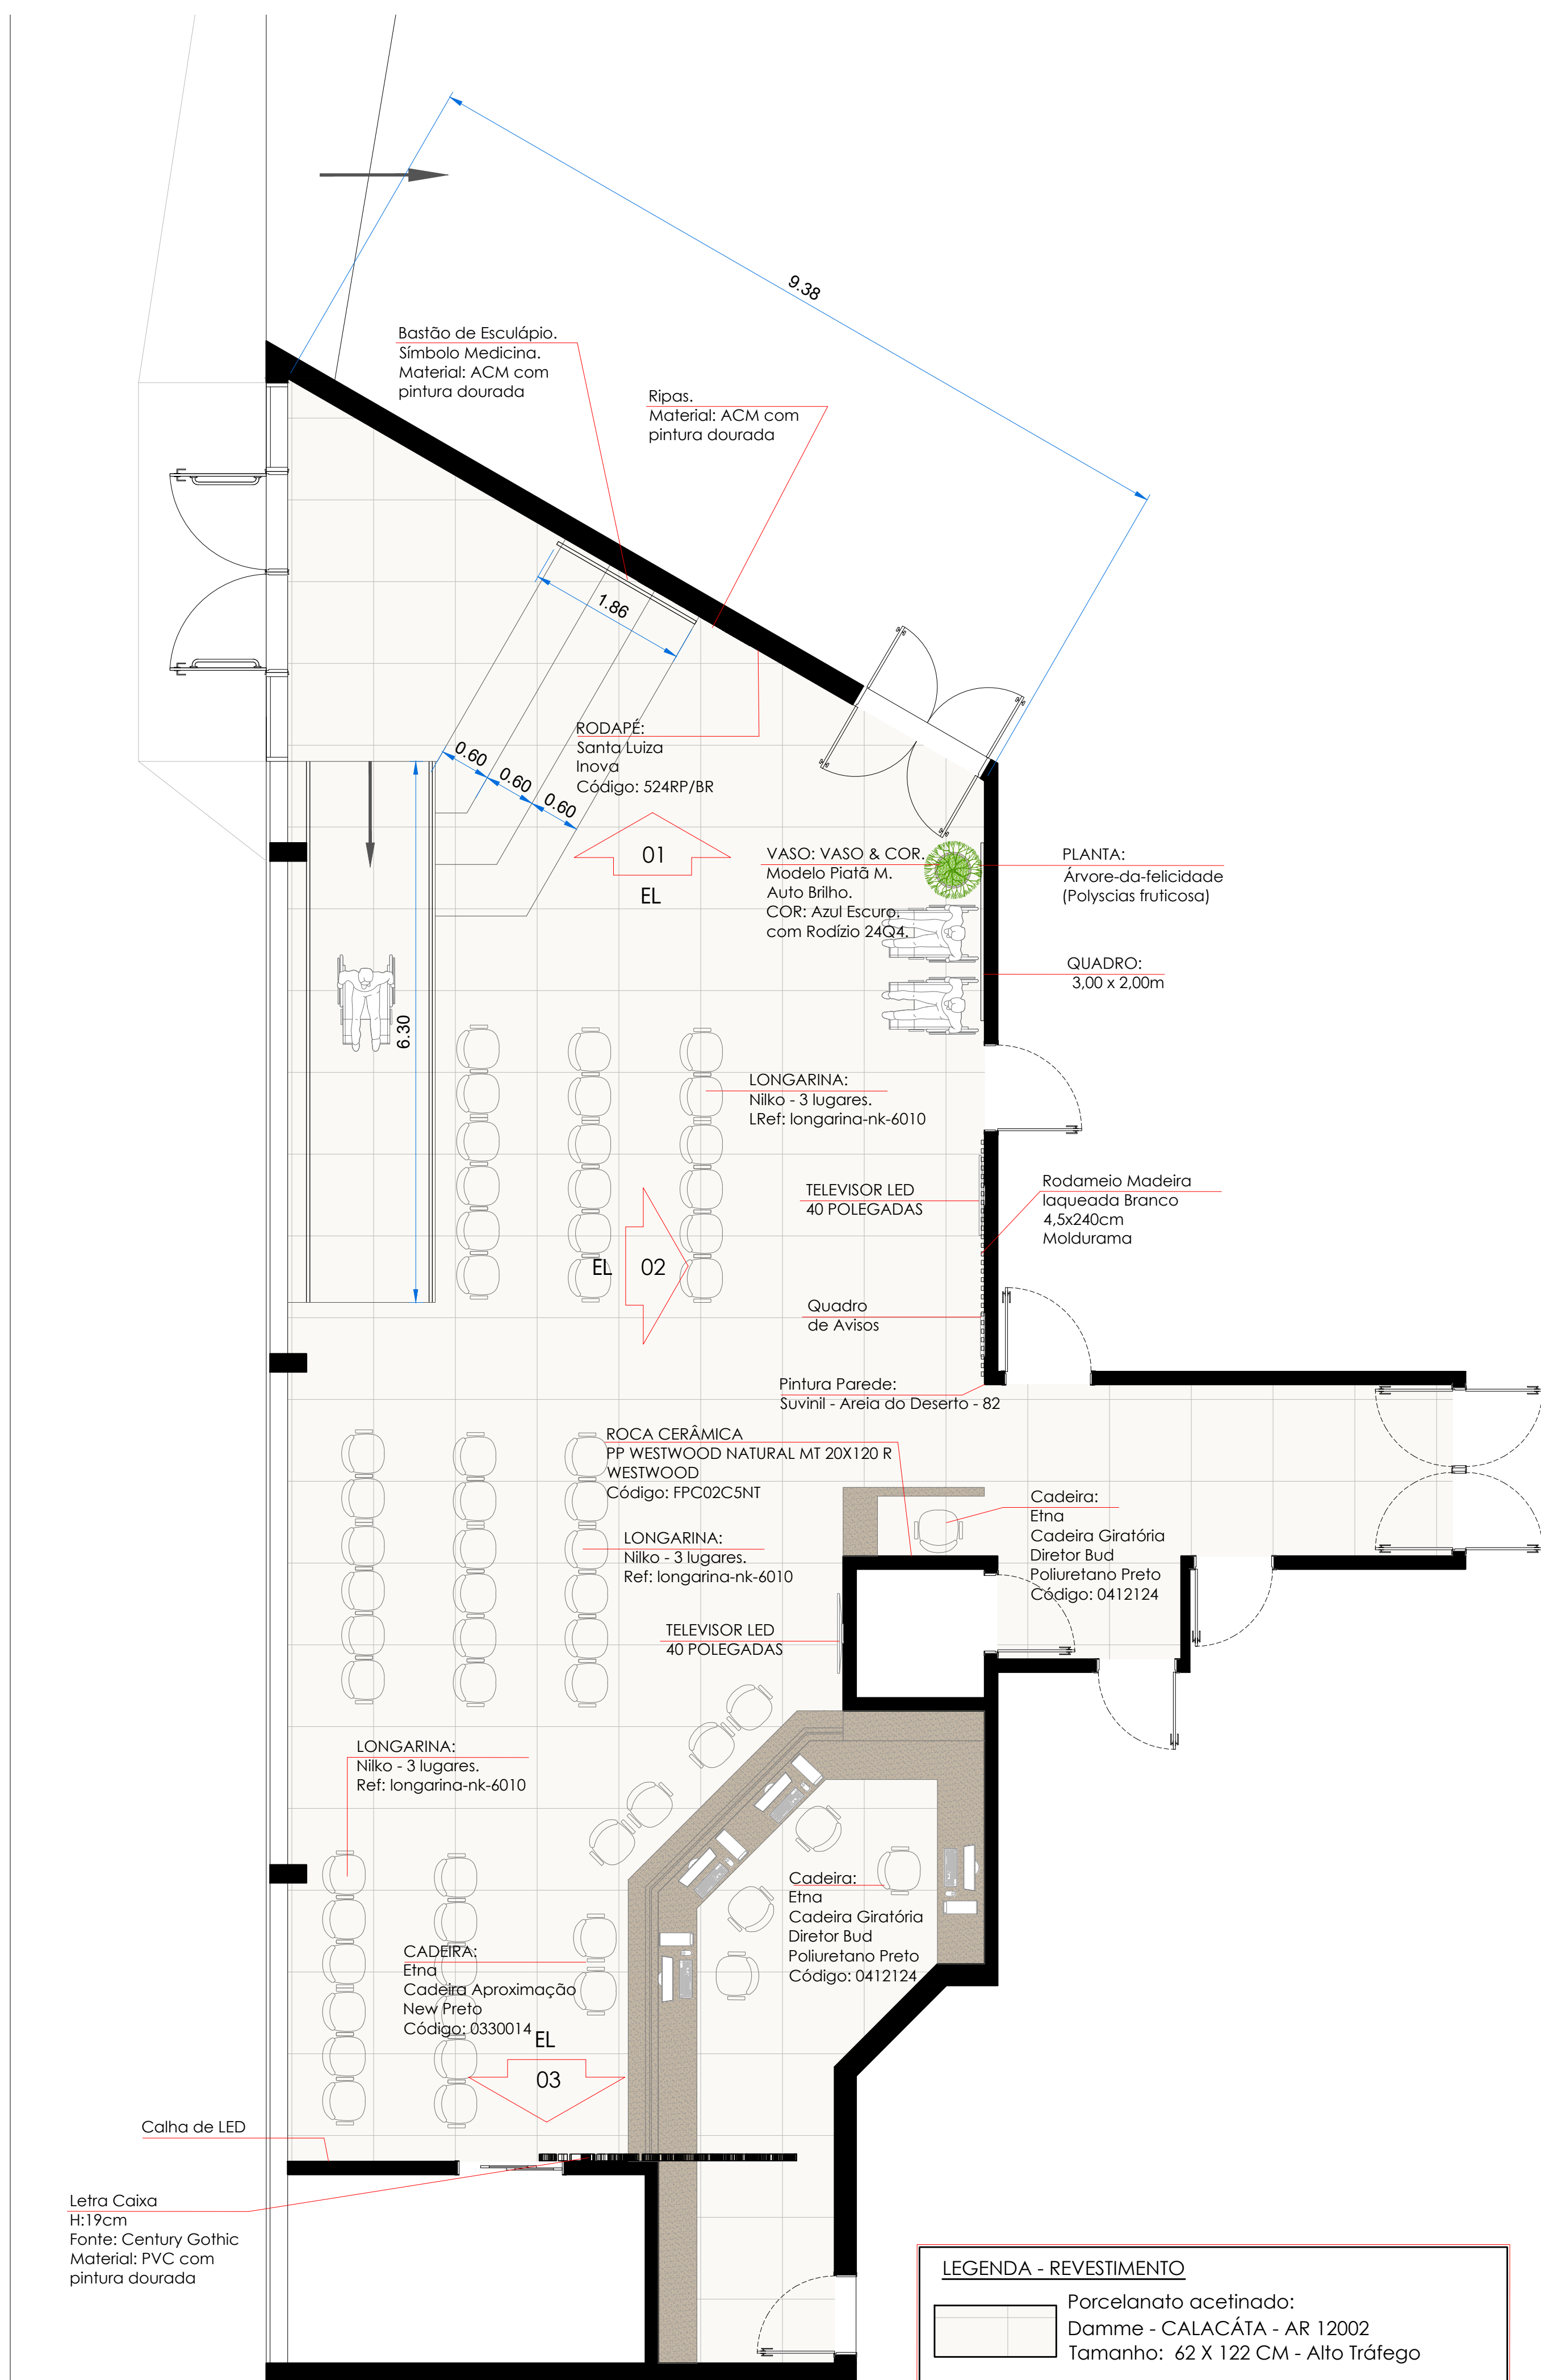 9.38
Bastão de Esculápio.
Símbolo Medicina.
Material: ACM com
pintura dourada
Ripas.
Material: ACM com
pintura dourada
1.86
RODAPÉ:
Santa Luiza
Inova
Código: 524RP/BR
0.60
0.60
0.60
01
EL
VASO: VASO & COR.
Modelo Piatã M.
Auto Brilho.
COR: Azul Escuro.
com Rodízio 24Q4.
PLANTA:
Árvore-da-felicidade
(Polyscias fruticosa)
QUADRO:
3,00 x 2,00m
6.30
LONGARINA:
Nilko - 3 lugares.
LRef: longarina-nk-6010
TELEVISOR LED
40 POLEGADAS
Rodameio Madeira
laqueada Branco
4,5x240cm
Moldurama
EL 02
Quadro
de Avisos
Pintura Parede:
Suvinil - Areia do Deserto - 82
ROCA CERÂMICA
PP WESTWOOD NATURAL MT 20X120 R
WESTWOOD
Código: FPC02C5NT
LONGARINA:
Nilko - 3 lugares.
Ref: longarina-nk-6010
Cadeira:
Etna
Cadeira Giratória
Diretor Bud
Poliuretano Preto
Código: 0412124
TELEVISOR LED
40 POLEGADAS
LONGARINA:
Nilko - 3 lugares.
Ref: longarina-nk-6010
Cadeira:
Etna
Cadeira Giratória
Diretor Bud
Poliuretano Preto
Código: 0412124
CADEIRA:
Etna
Cadeira Aproximação
New Preto
Código: 0330014
EL
03
Calha de LED
Letra Caixa
H:19cm
Fonte: Century Gothic
Material: PVC com
pintura dourada
LEGENDA - REVESTIMENTO
Porcelanato acetinado:
Damme - CALACÁTA - AR 12002
Tamanho: 62 X 122 CM - Alto Tráfego